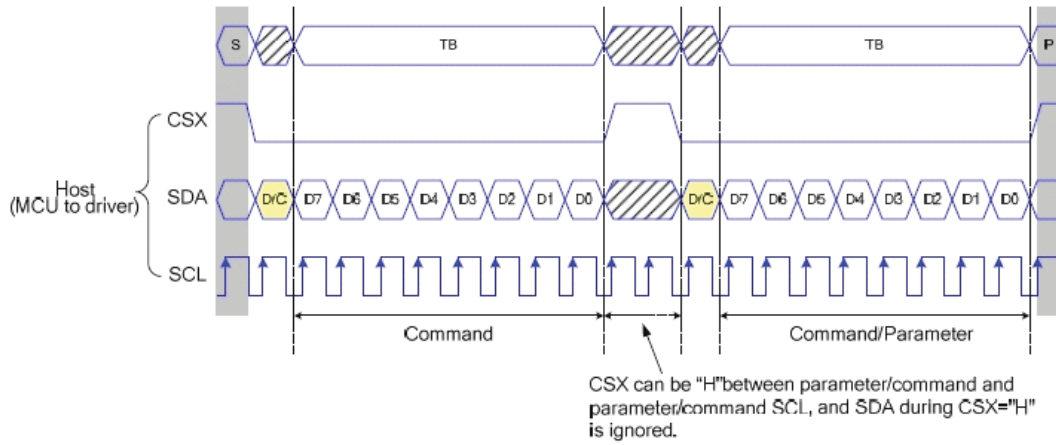 S TB TB P
CSX
Host
(MCU to driver)
SDA D/C̅ D7 D6 D5 D4 D3 D2 D1 D0 D/C̅ D7 D6 D5 D4 D3 D2 D1 D0
SCL
Command Command/Parameter
CSX can be “H”between parameter/command and
parameter/command SCL, and SDA during CSX="H"
is ignored.